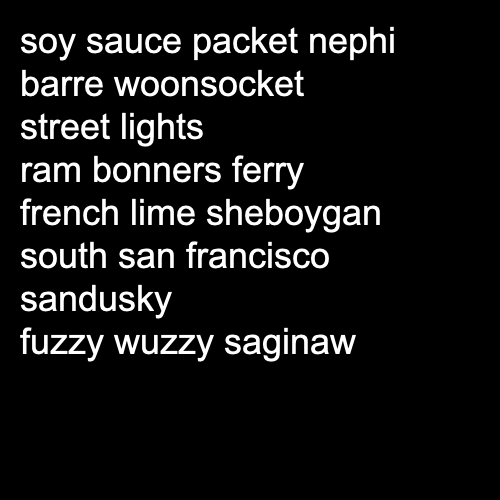 soy sauce packet nephi
barre woonsocket
street lights
ram bonners ferry
french lime sheboygan
south san francisco
sandusky
fuzzy wuzzy saginaw